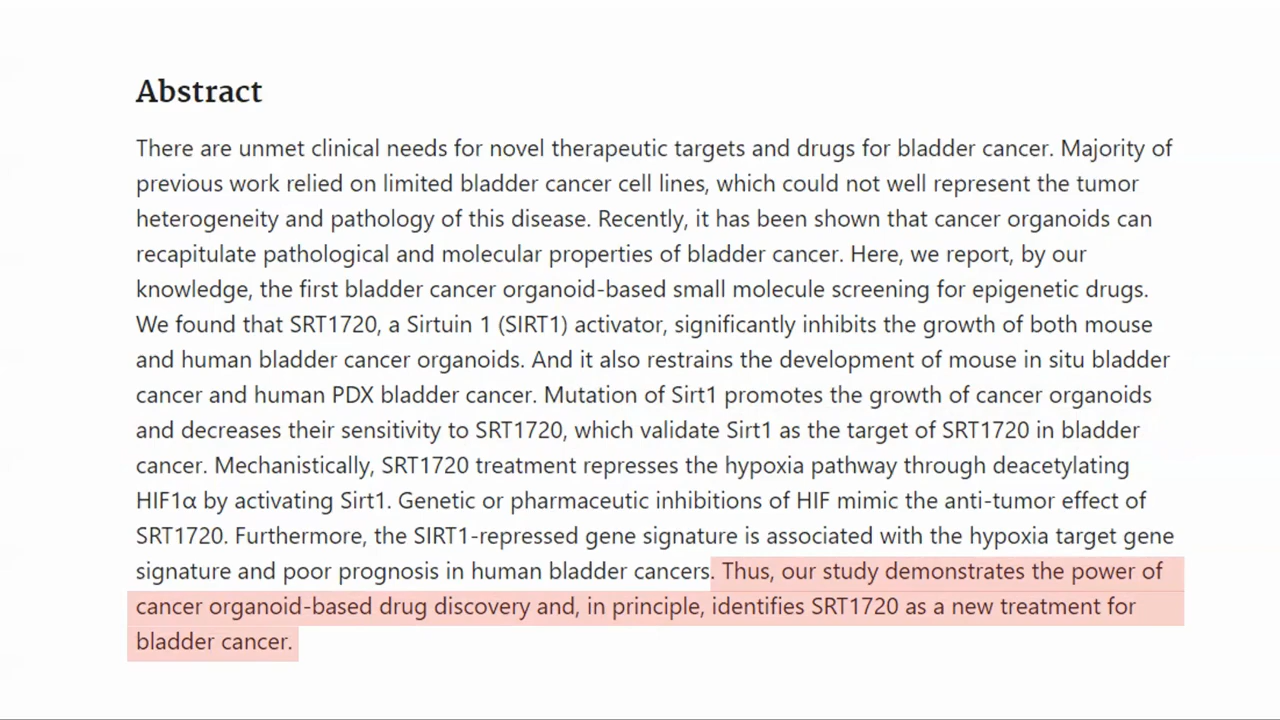 Abstract
There are unmet clinical needs for novel therapeutic targets and drugs for bladder cancer. Majority of
previous work relied on limited bladder cancer cell lines, which could not well represent the tumor
heterogeneity and pathology of this disease. Recently, it has been shown that cancer organoids can
recapitulate pathological and molecular properties of bladder cancer. Here, we report, by our
knowledge, the first bladder cancer organoid-based small molecule screening for epigenetic drugs.
We found that SRT1720, a Sirtuin 1 (SIRT1) activator, significantly inhibits the growth of both mouse
and human bladder cancer organoids. And it also restrains the development of mouse in situ bladder
cancer and human PDX bladder cancer. Mutation of Sirt1 promotes the growth of cancer organoids
and decreases their sensitivity to SRT1720, which validate Sirt1 as the target of SRT1720 in bladder
cancer. Mechanistically, SRT1720 treatment represses the hypoxia pathway through deacetylating
HIF1α by activating Sirt1. Genetic or pharmaceutic inhibitions of HIF mimic the anti-tumor effect of
SRT1720. Furthermore, the SIRT1-repressed gene signature is associated with the hypoxia target gene
signature and poor prognosis in human bladder cancers. Thus, our study demonstrates the power of
cancer organoid-based drug discovery and, in principle, identifies SRT1720 as a new treatment for
bladder cancer.